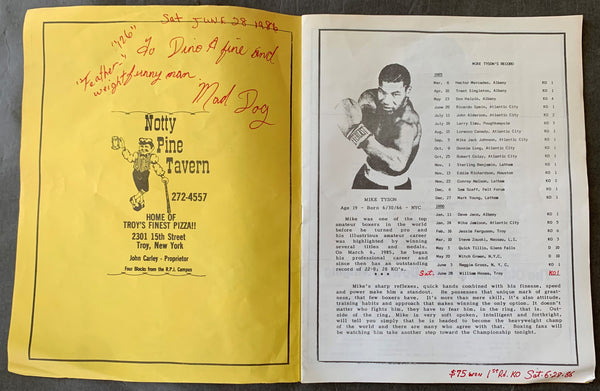 Sat JUNE 28 1986
"126"
"Feather-
weight"
To Dino A fine and
funny man.
Mad Dog
Notty
Pine
Tavern
272-4557
HOME OF
TROY'S FINEST PIZZA!!
2301 15th Street
Troy, New York
John Carley - Proprietor
Four Blocks from the R.P.I. Campus
MIKE TYSON'S RECORD
1985
Mar. 6 Hector Mercedes, Albany KO 1
Apr. 10 Trent Singleton, Albany KO 1
May 23 Don Halpin, Albany KO 4
June 20 Ricardo Spain, Atlantic City KO 1
July 11 John Alderson, Atlantic City KO 2
July 19 Larry Sims, Poughkeepsie KO 3
Aug. 15 Lorenzo Canady, Atlantic City KO 1
Sept. 5 Mike Jack Johnson, Atlantic City KO 1
Oct. 9 Donnie Long, Atlantic City KO 1
Oct. 25 Robert Colay, Atlantic City KO 1
Nov. 1 Sterling Benjamin, Latham KO 1
Nov. 13 Eddie Richardson, Houston KO 1
Nov. 22 Conroy Nelson, Latham KO 2
Dec. 6 Sam Scaff, Felt Forum KO 1
Dec. 27 Mark Young, Latham KO 1
1986
Jan. 11 Dave Jaco, Albany KO 1
Jan. 24 Mike Jamison, Atlantic City KO 5
Feb. 16 Jessie Ferguson, Troy KO 6
Mar. 10 Steve Zouski, Nassau, L.I. KO 3
May 3 Quick Tillis, Glens Falls D 10
May 20 Mitch Green, N.Y.C. D 10
June 3 Reggie Gross, N. Y. C. KO 1
Sat. June 28 William Hosea, Troy KO1
EVERLAST
MIKE TYSON
Age 19 - Born 6/30/66 - NYC
Mike was one of the top
amateur boxers in the world
before he turned pro and
his illustrious amateur career
was highlighted by winning
several titles and medals.
On March 6, 1985, he began
his professional career and
since then has an outstanding
record of 22-0, 20 KO's.
* * *
Mike's sharp reflexes, quick hands combined with his finesse, speed
and power make him a standout. He possesses that unique mark of great-
ness, that few boxers have. It's more than mere skill, it's also attitude,
training habits and approach that makes winning the only option. It doesn't
matter who fights him, they have to fear him, in the ring, that is. Out-
side of the ring, Mike is very soft spoken, intelligent and forthright,
will tell you simply that he is headed to become the heavyweight champ
of the world and there are many who agree with that. Boxing fans will
be watching him take another step toward the Championship tonight.
$75 won 1ST Rd. KO Sat. 6-28-86